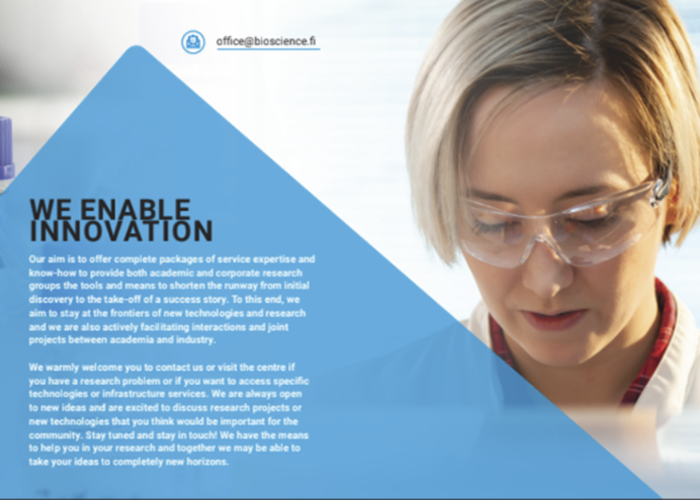 office@bioscience.fi
WE ENABLE
INNOVATION
Our aim is to offer complete packages of service expertise and
know-how to provide both academic and corporate research
groups the tools and means to shorten the runway from initial
discovery to the take-off of a success story. To this end, we
aim to stay at the frontiers of new technologies and research
and we are also actively facilitating interactions and joint
projects between academia and industry.
We warmly welcome you to contact us or visit the centre if
you have a research problem or if you want to access specific
technologies or infrastructure services. We are always open
to new ideas and are excited to discuss research projects or
new technologies that you think would be important for the
community. Stay tuned and stay in touch! We have the means
to help you in your research and together we may be able to
take your ideas to completely new horizons.